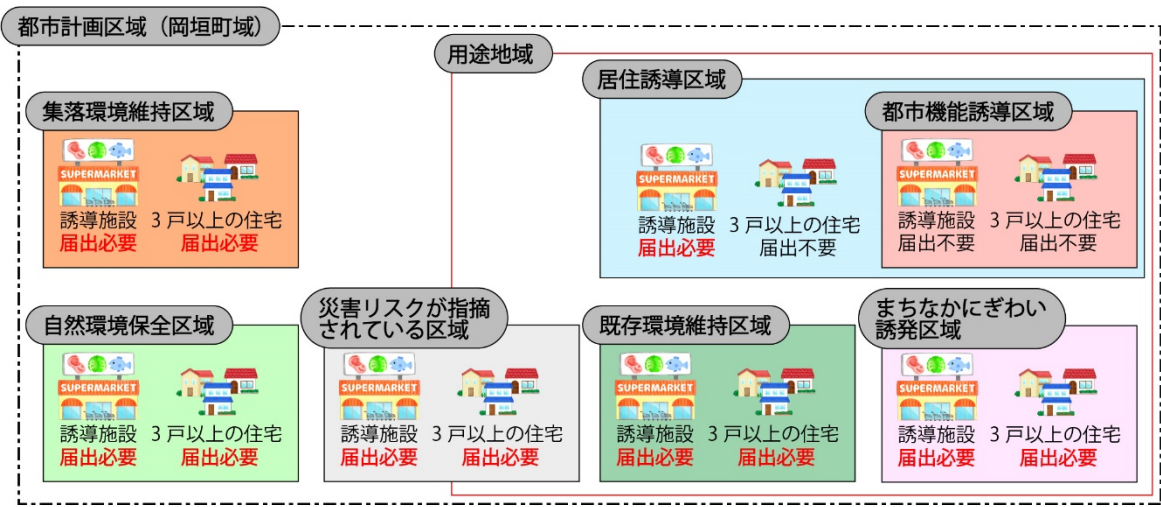 都市計画区域（岡垣町域）
用途地域
居住誘導区域
集落環境維持区域
都市機能誘導区域
SUPERMARKET
誘導施設
届出必要
3戸以上の住宅
届出必要
SUPERMARKET
誘導施設
届出必要
3戸以上の住宅
届出不要
SUPERMARKET
誘導施設
届出不要
3戸以上の住宅
届出不要
自然環境保全区域
災害リスクが指摘
されている区域
既存環境維持区域
まちなかにぎわい
誘発区域
SUPERMARKET
誘導施設
届出必要
3戸以上の住宅
届出必要
SUPERMARKET
誘導施設
届出必要
3戸以上の住宅
届出必要
SUPERMARKET
誘導施設
届出必要
3戸以上の住宅
届出必要
SUPERMARKET
誘導施設
届出必要
3戸以上の住宅
届出必要